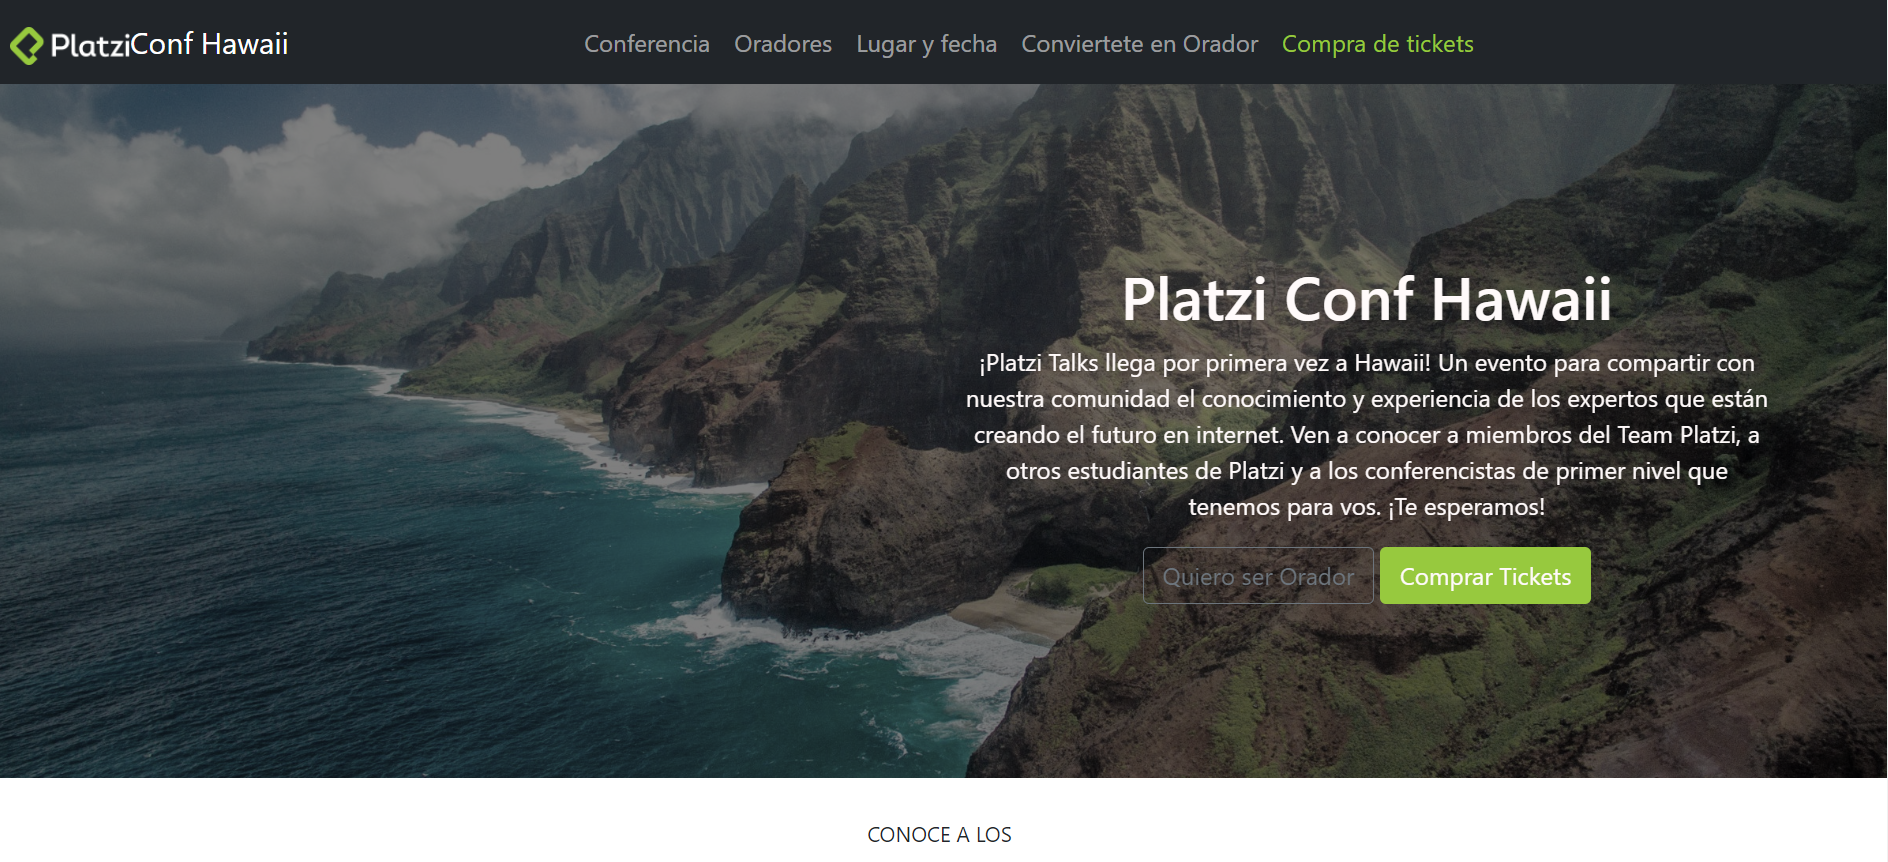 PlatziConf Hawaii
Conferencia Oradores Lugar y fecha Conviertete en Orador Compra de tickets
Platzi Conf Hawaii
¡Platzi Talks llega por primera vez a Hawaii! Un evento para compartir con
nuestra comunidad el conocimiento y experiencia de los expertos que están
creando el futuro en internet. Ven a conocer a miembros del Team Platzi, a
otros estudiantes de Platzi y a los conferencistas de primer nivel que
tenemos para vos. ¡Te esperamos!
Quiero ser Orador Comprar Tickets
CONOCE A LOS